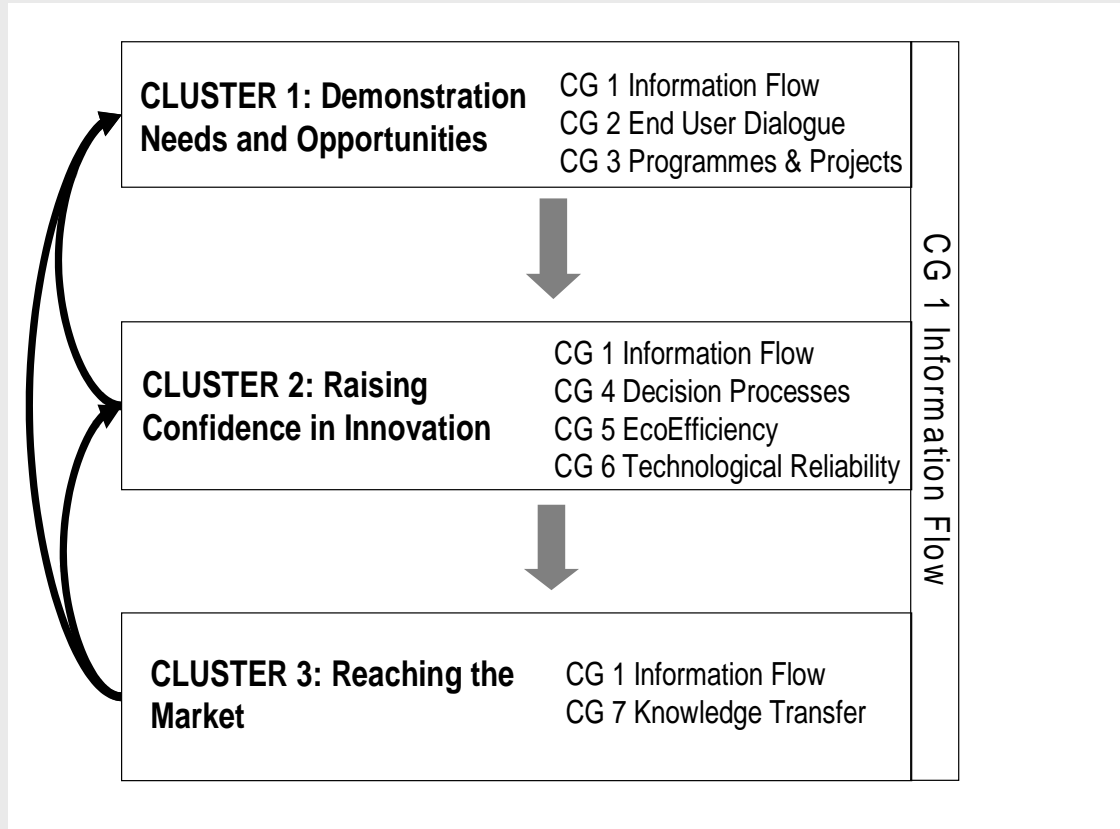 CLUSTER 1: Demonstration
Needs and Opportunities
CG 1 Information Flow
CG 2 End User Dialogue
CG 3 Programmes & Projects
CLUSTER 2: Raising
Confidence in Innovation
CG 1 Information Flow
CG 4 Decision Processes
CG 5 EcoEfficiency
CG 6 Technological Reliability
CLUSTER 3: Reaching the
Market
CG 1 Information Flow
CG 7 Knowledge Transfer
CG 1 Information Flow